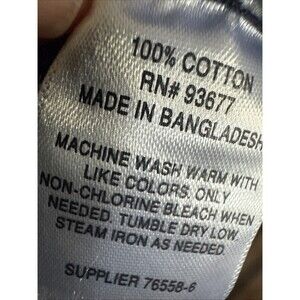 100% COTTON
RN# 93677
MADE IN BANGLADESH
MACHINE WASH WARM WITH
LIKE COLORS, ONLY
NON-CHLORINE BLEACH WHEN
NEEDED. TUMBLE DRY LOW.
STEAM IRON AS NEEDED.
SUPPLIER 76558-6